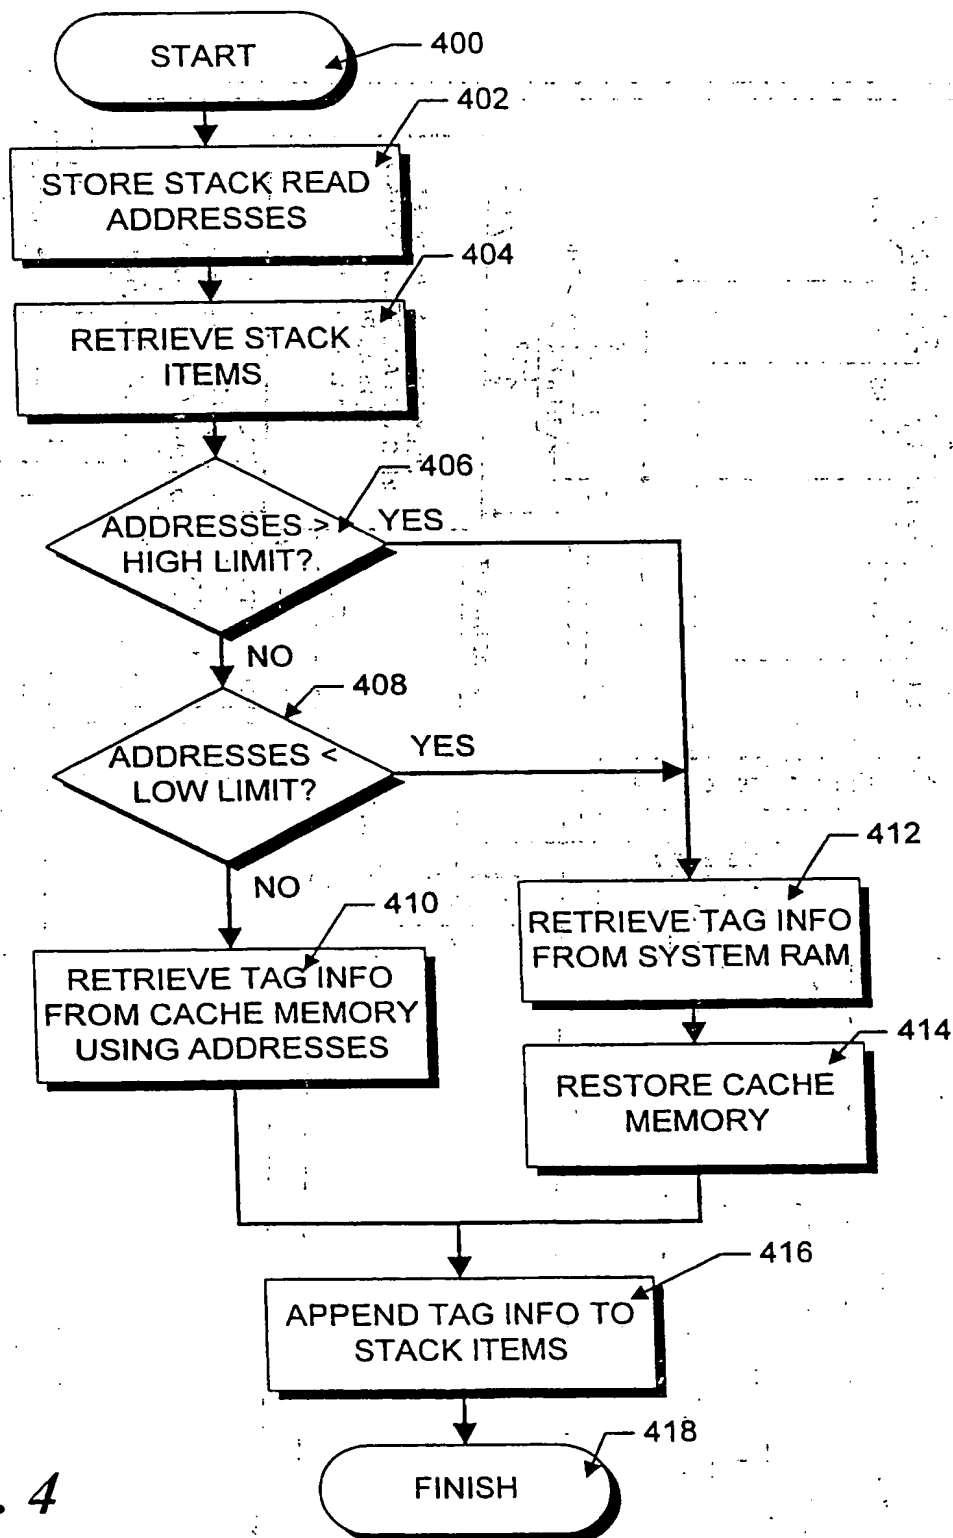 START
400
402
STORE STACK READ
ADDRESSES
404
RETRIEVE STACK
ITEMS
406
ADDRESSES >
HIGH LIMIT?
YES
NO
408
ADDRESSES <
LOW LIMIT?
YES
NO
410
RETRIEVE TAG INFO
FROM CACHE MEMORY
USING ADDRESSES
412
RETRIEVE TAG INFO
FROM SYSTEM RAM
414
RESTORE CACHE
MEMORY
416
APPEND TAG INFO TO
STACK ITEMS
418
FINISH
. 4